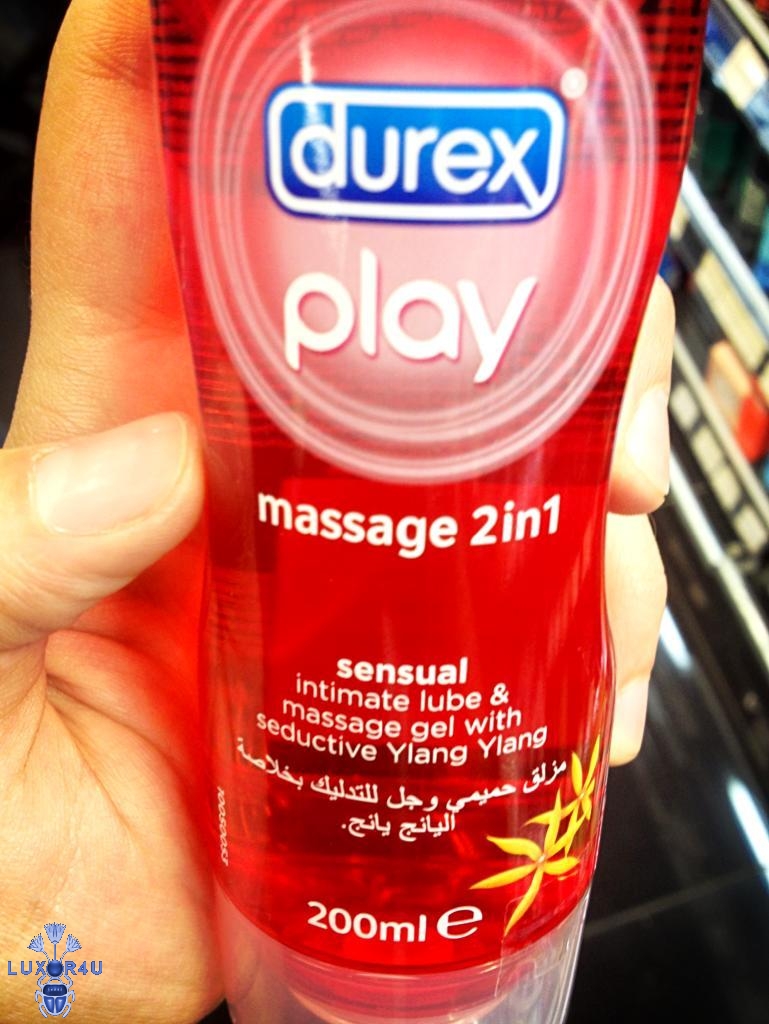 durex
play
massage 2in1
sensual
intimate lube &
massage gel with
seductive Ylang Ylang
مزلق حميمي وجل للتدليك بخلاصة
اليانج يانج.
200ml e
LUXOR4U